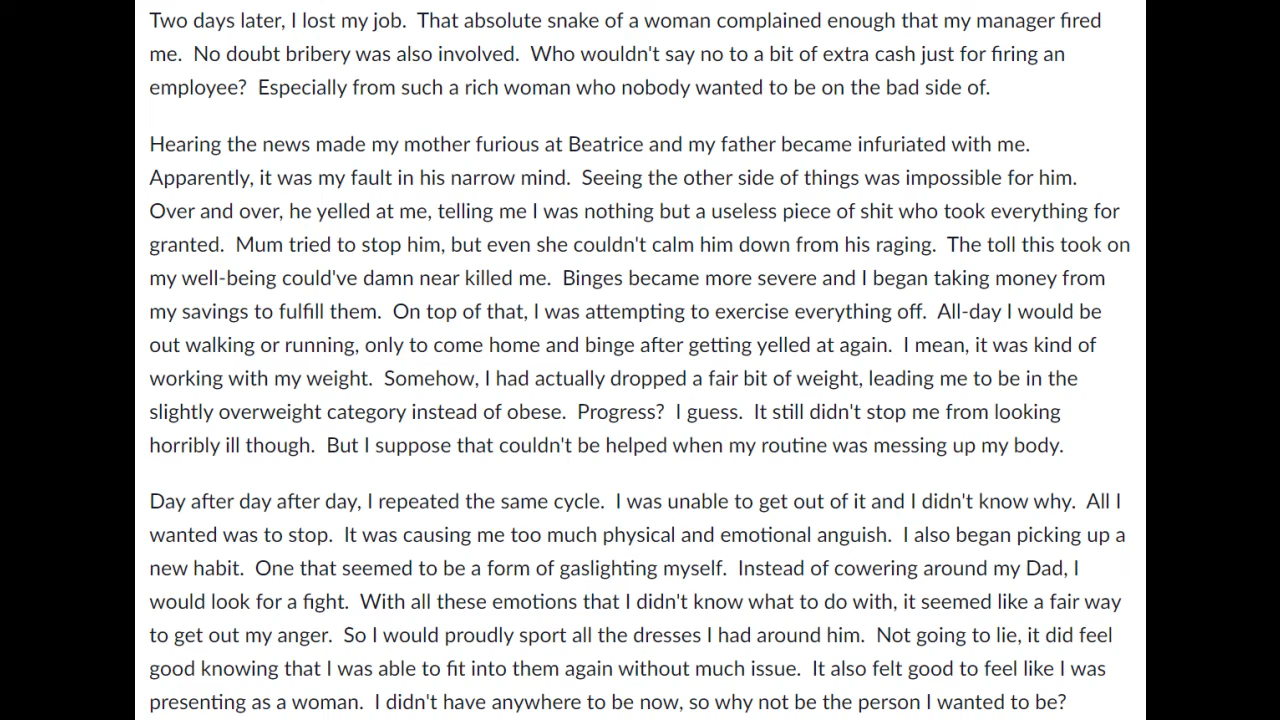 Two days later, I lost my job.  That absolute snake of a woman complained enough that my manager fired
me.  No doubt bribery was also involved.  Who wouldn't say no to a bit of extra cash just for firing an
employee?  Especially from such a rich woman who nobody wanted to be on the bad side of.
Hearing the news made my mother furious at Beatrice and my father became infuriated with me.
Apparently, it was my fault in his narrow mind.  Seeing the other side of things was impossible for him.
Over and over, he yelled at me, telling me I was nothing but a useless piece of shit who took everything for
granted.  Mum tried to stop him, but even she couldn't calm him down from his raging.  The toll this took on
my well-being could've damn near killed me.  Binges became more severe and I began taking money from
my savings to fulfill them.  On top of that, I was attempting to exercise everything off.  All-day I would be
out walking or running, only to come home and binge after getting yelled at again.  I mean, it was kind of
working with my weight.  Somehow, I had actually dropped a fair bit of weight, leading me to be in the
slightly overweight category instead of obese.  Progress?  I guess.  It still didn't stop me from looking
horribly ill though.  But I suppose that couldn't be helped when my routine was messing up my body.
Day after day after day, I repeated the same cycle.  I was unable to get out of it and I didn't know why.  All I
wanted was to stop.  It was causing me too much physical and emotional anguish.  I also began picking up a
new habit.  One that seemed to be a form of gaslighting myself.  Instead of cowering around my Dad, I
would look for a fight.  With all these emotions that I didn't know what to do with, it seemed like a fair way
to get out my anger.  So I would proudly sport all the dresses I had around him.  Not going to lie, it did feel
good knowing that I was able to fit into them again without much issue.  It also felt good to feel like I was
presenting as a woman.  I didn't have anywhere to be now, so why not be the person I wanted to be?